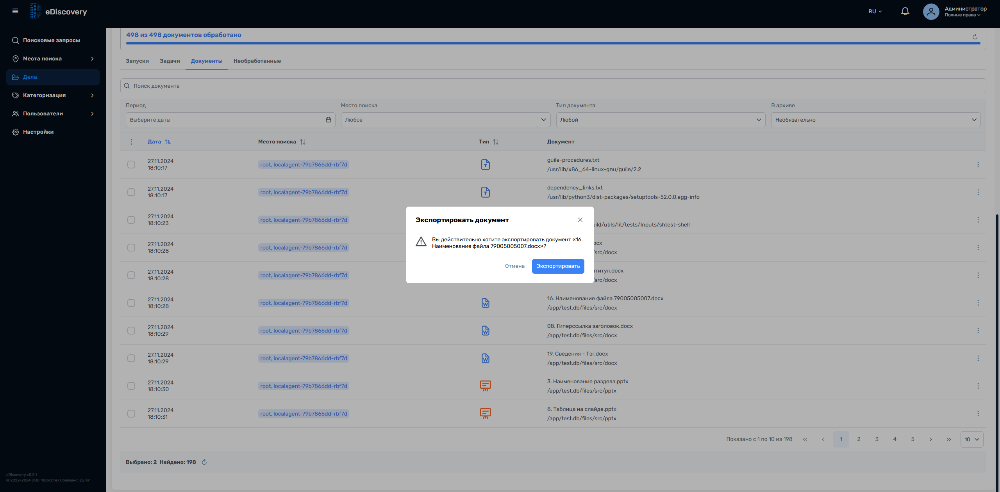 eDiscovery
RU
Администратор
Полные права
Поисковые запросы
Места поиска
Дела
Категоризация
Пользователи
Настройки
eDiscovery v0.2.1
© 2022-2024 ООО "Кросстех Солюшнс Групп"
498 из 498 документов обработано
Запуски Задачи Документы Необработанные
Поиск документа
Период Место поиска Тип документа В архиве
Выберите даты Любое Любой Необязательно
Дата Место поиска Тип Документ
27.11.2024
18:10:17
root, localagent-79b7866dd-rbf7d
guile-procedures.txt
/usr/lib/x86_64-linux-gnu/guile/2.2
27.11.2024
18:10:17
root, localagent-79b7866dd-rbf7d
dependency_links.txt
/usr/lib/python3/dist-packages/setuptools-52.0.0.egg-info
27.11.2024
18:10:23
root, localagent-79b7866dd-rbf7d
ild/utils/lit/tests/Inputs/shtest-shell
27.11.2024
18:10:28
root, localagent-79b7866dd-rbf7d
ocx
/src/docx
27.11.2024
18:10:28
root, localagent-79b7866dd-rbf7d
нтитул.docx
/src/docx
Экспортировать документ
Вы действительно хотите экспортировать документ «16.
Наименование файла 79005005007.docx»?
Отмена Экспортировать
27.11.2024
18:10:28
root, localagent-79b7866dd-rbf7d
16. Наименование файла 79005005007.docx
/app/test.db/files/src/docx
27.11.2024
18:10:29
root, localagent-79b7866dd-rbf7d
08. Гиперссылка заголовок.docx
/app/test.db/files/src/docx
27.11.2024
18:10:29
root, localagent-79b7866dd-rbf7d
19. Сведения - Тэг.docx
/app/test.db/files/src/docx
27.11.2024
18:10:30
root, localagent-79b7866dd-rbf7d
3. Наименование раздела.pptx
/app/test.db/files/src/pptx
27.11.2024
18:10:31
root, localagent-79b7866dd-rbf7d
8. Таблица на слайде.pptx
/app/test.db/files/src/pptx
Показано с 1 по 10 из 198 « ‹ 1 2 3 4 5 › » 10
Выбрано: 2 Найдено: 198